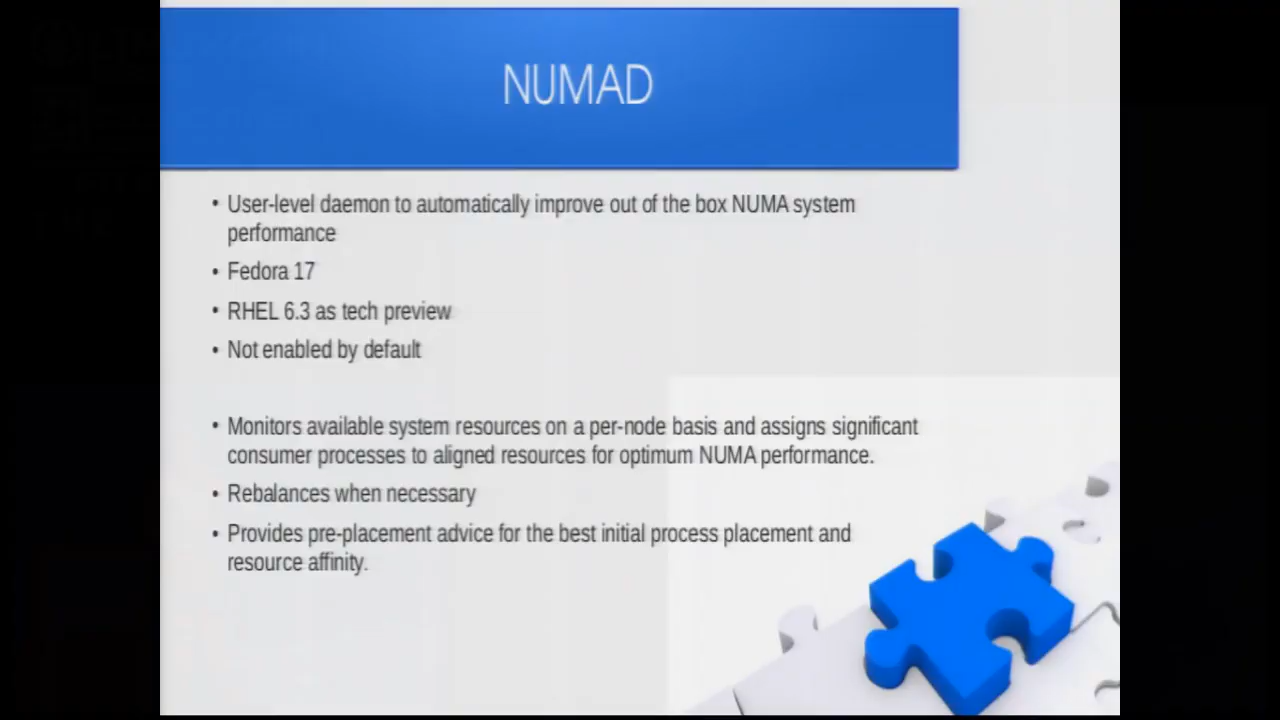 NUMAD
• User-level daemon to automatically improve out of the box NUMA system
performance
• Fedora 17
• RHEL 6.3 as tech preview
• Not enabled by default
• Monitors available system resources on a per-node basis and assigns significant
consumer processes to aligned resources for optimum NUMA performance.
• Rebalances when necessary
• Provides pre-placement advice for the best initial process placement and
resource affinity.